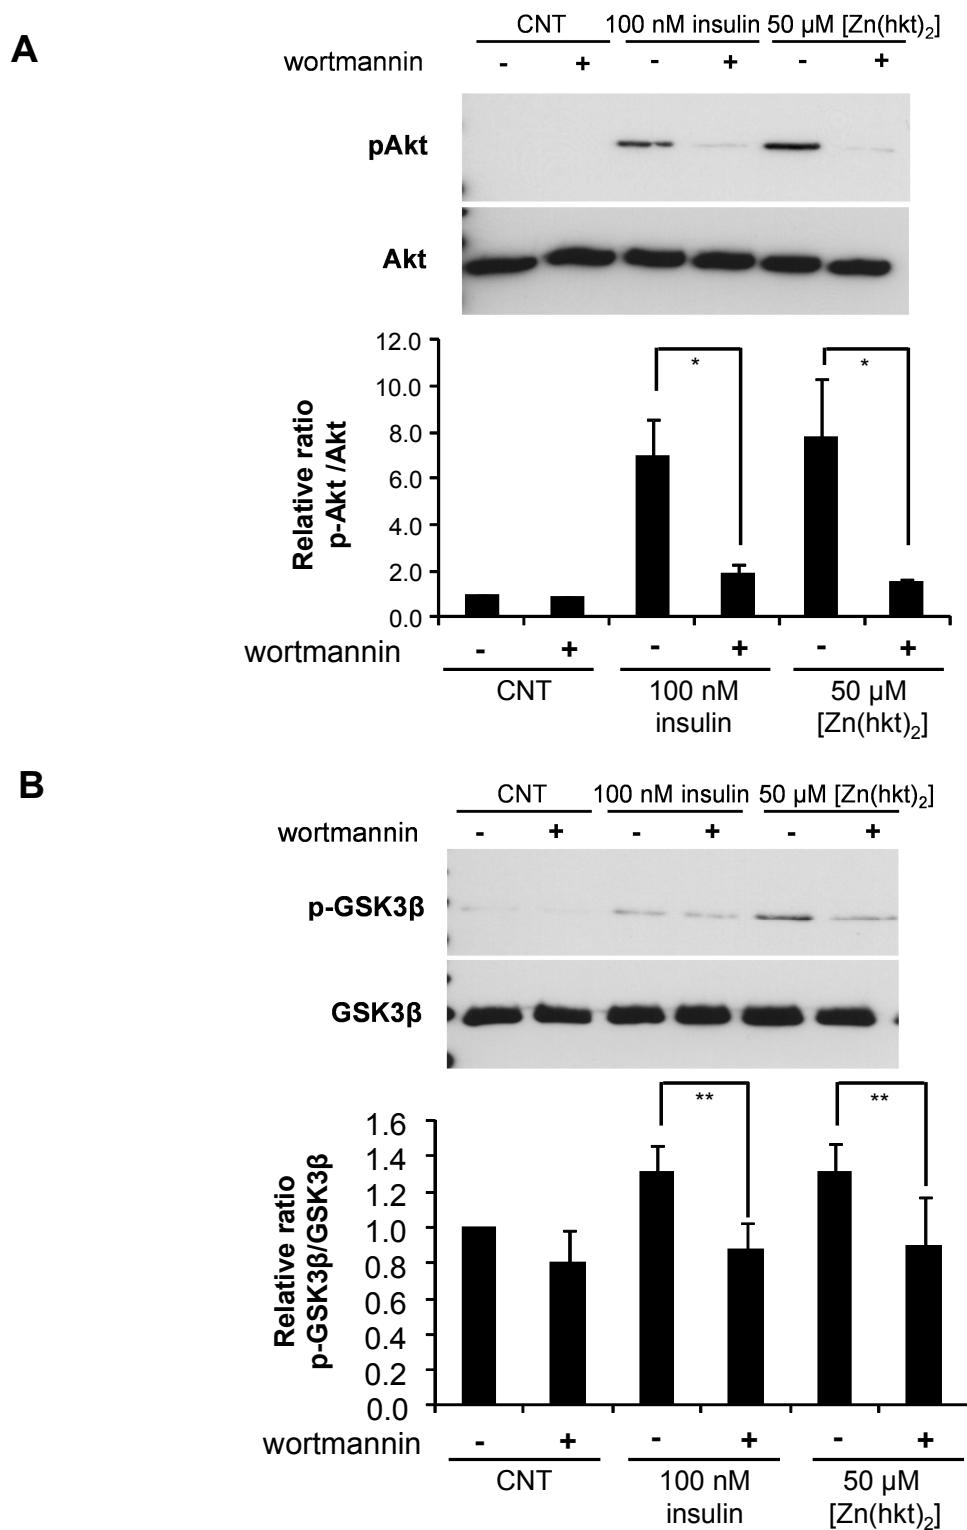 A
CNT 100 nM insulin 50 µM [Zn(hkt)₂]
wortmannin - + - + - +
pAkt
Akt
12.0
10.0
8.0
6.0
4.0
2.0
0.0
Relative ratio
p-Akt /Akt
* *
wortmannin - + - + - +
CNT 100 nM 50 µM
insulin [Zn(hkt)₂]
B
CNT 100 nM insulin 50 µM [Zn(hkt)₂]
wortmannin - + - + - +
p-GSK3β
GSK3β
** **
1.6
1.4
1.2
1.0
0.8
0.6
0.4
0.2
0.0
Relative ratio
p-GSK3β/GSK3β
wortmannin - + - + - +
CNT 100 nM 50 µM
insulin [Zn(hkt)₂]